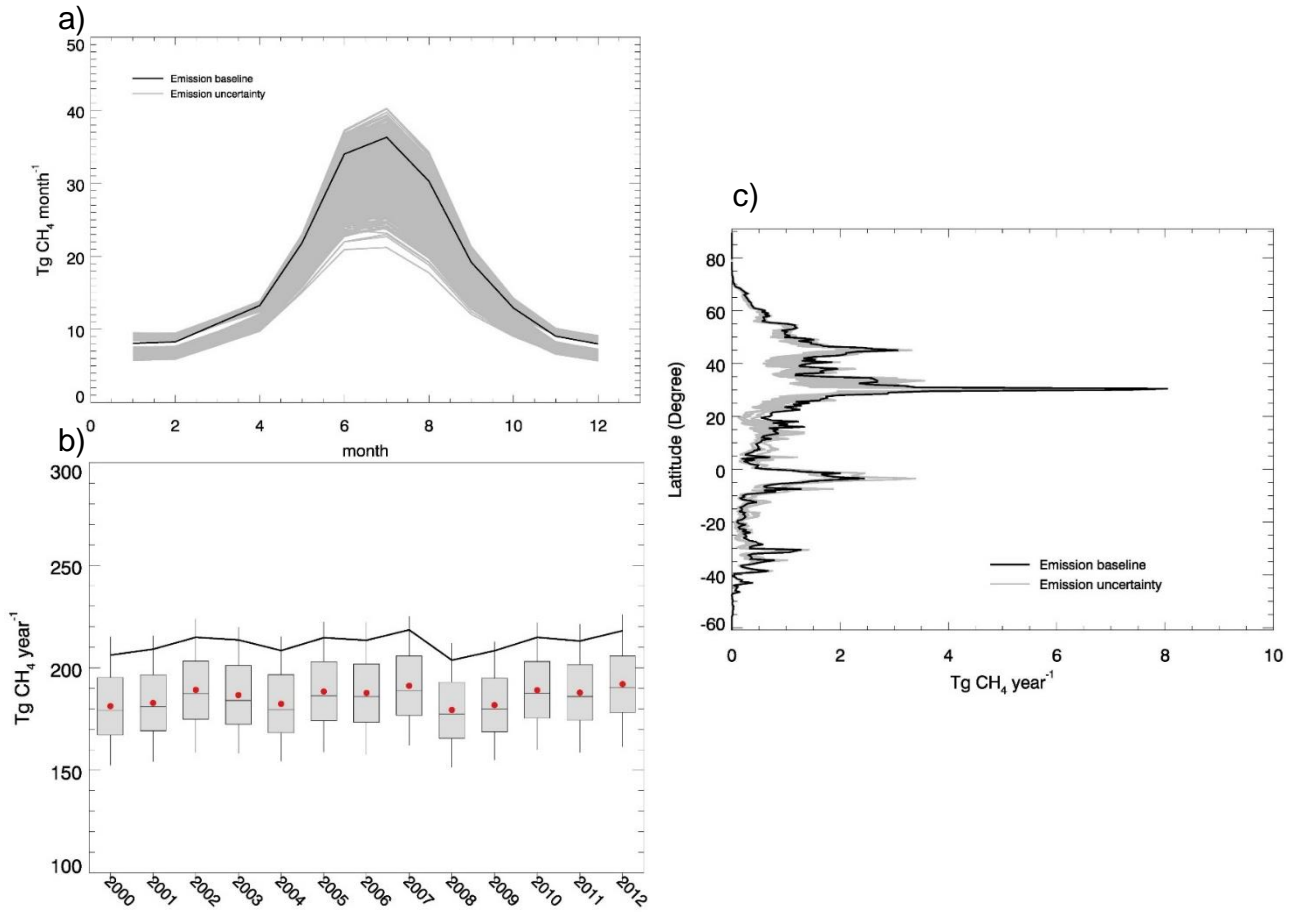 a)
50
40
30
20
10
0
Tg CH₄ month⁻¹
Emission baseline
Emission uncertainty
0 2 4 6 8 10 12
month
b)
300
250
200
150
100
Tg CH₄ year⁻¹
2000 2001 2002 2003 2004 2005 2006 2007 2008 2009 2010 2011 2012
c)
80
60
40
20
0
-20
-40
-60
Latitude (Degree)
Emission baseline
Emission uncertainty
0 2 4 6 8 10
Tg CH₄ year⁻¹